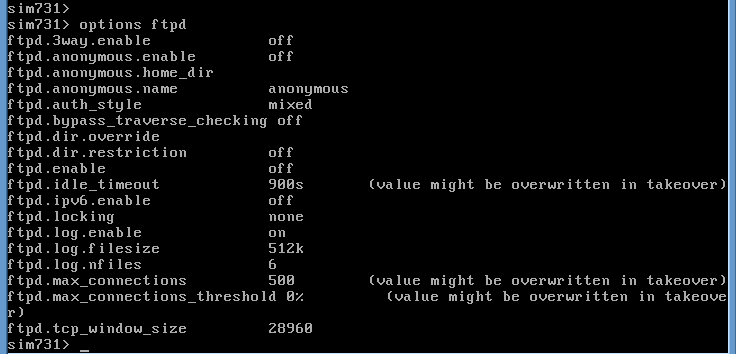 sim731>
sim731> options ftpd
ftpd.3way.enable             off
ftpd.anonymous.enable        off
ftpd.anonymous.home_dir
ftpd.anonymous.name          anonymous
ftpd.auth_style              mixed
ftpd.bypass_traverse_checking off
ftpd.dir.override
ftpd.dir.restriction         off
ftpd.enable                  off
ftpd.idle_timeout            900s       (value might be overwritten in takeover)
ftpd.ipv6.enable             off
ftpd.locking                 none
ftpd.log.enable              on
ftpd.log.filesize            512k
ftpd.log.nfiles              6
ftpd.max_connections         500        (value might be overwritten in takeover)
ftpd.max_connections_threshold 0%         (value might be overwritten in takeove
r)
ftpd.tcp_window_size         28960
sim731> _